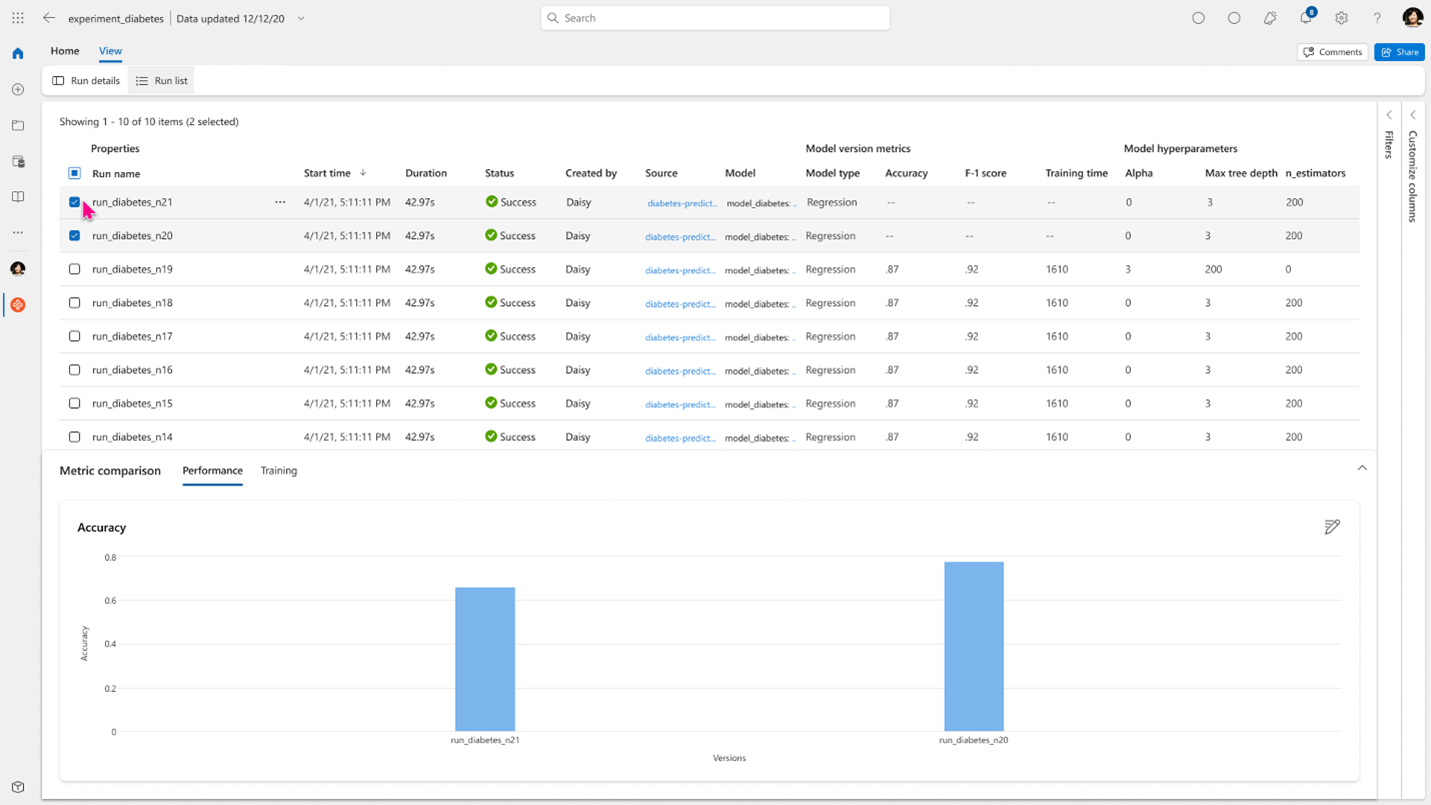 experiment_diabetes Data updated 12/12/20 Search 8
Home View Comments Share
Run details Run list
Showing 1 - 10 of 10 items (2 selected)
Properties Model version metrics Model hyperparameters
Run name Start time Duration Status Created by Source Model Model type Accuracy F-1 score Training time Alpha Max tree depth n_estimators
run_diabetes_n21 ... 4/1/21, 5:11:11 PM 42.97s Success Daisy diabetes-predict... model_diabetes: .. Regression -- -- -- 0 3 200
run_diabetes_n20 4/1/21, 5:11:11 PM 42.97s Success Daisy diabetes-predict... model_diabetes: .. Regression -- -- -- 0 3 200
run_diabetes_n19 4/1/21, 5:11:11 PM 42.97s Success Daisy diabetes-predict... model_diabetes: .. Regression .87 .92 1610 3 200 0
run_diabetes_n18 4/1/21, 5:11:11 PM 42.97s Success Daisy diabetes-predict... model_diabetes: .. Regression .87 .92 1610 0 3 200
run_diabetes_n17 4/1/21, 5:11:11 PM 42.97s Success Daisy diabetes-predict... model_diabetes: .. Regression .87 .92 1610 0 3 200
run_diabetes_n16 4/1/21, 5:11:11 PM 42.97s Success Daisy diabetes-predict... model_diabetes: .. Regression .87 .92 1610 0 3 200
run_diabetes_n15 4/1/21, 5:11:11 PM 42.97s Success Daisy diabetes-predict... model_diabetes: .. Regression .87 .92 1610 0 3 200
run_diabetes_n14 4/1/21, 5:11:11 PM 42.97s Success Daisy diabetes-predict... model_diabetes: .. Regression .87 .92 1610 0 3 200
Filters
Customize columns
Metric comparison Performance Training
Accuracy
0.8
0.6
0.4
0.2
0
Accuracy
run_diabetes_n21 run_diabetes_n20
Versions